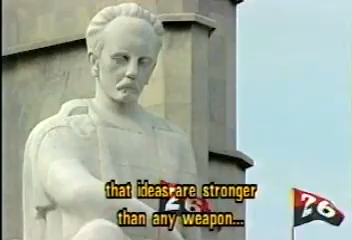 that ideas are stronger
than any weapon...
26
26